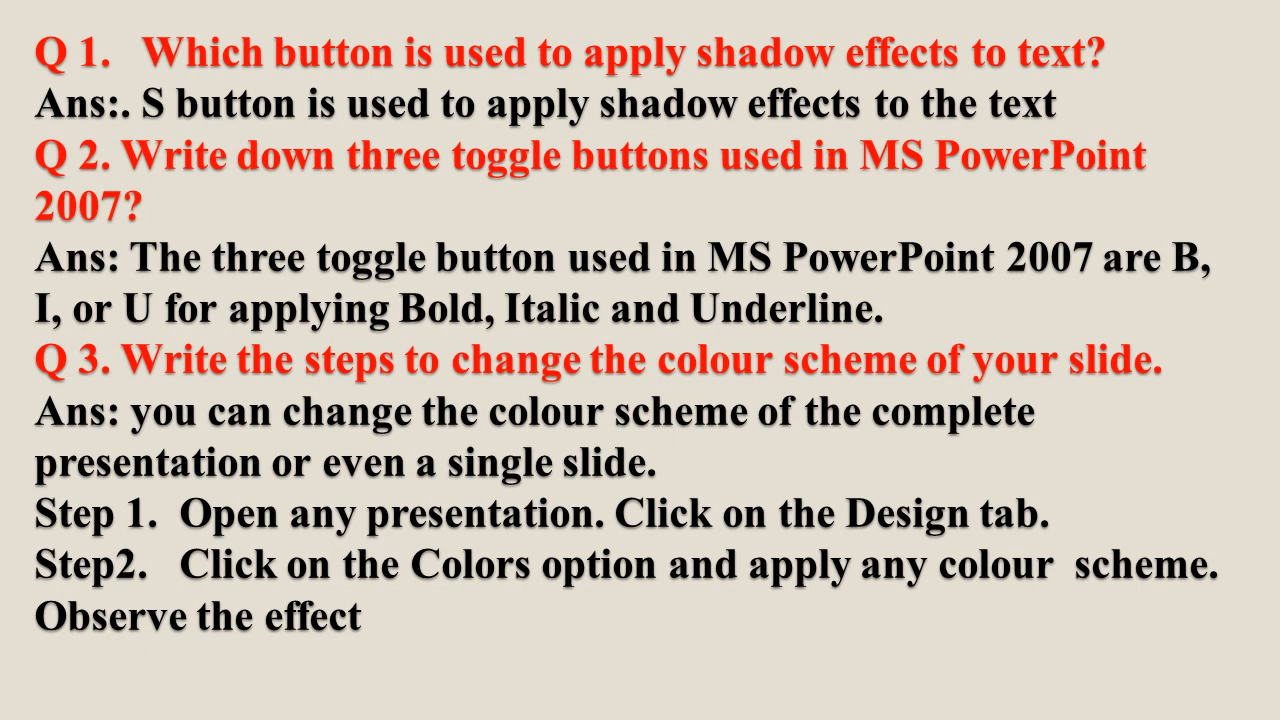 Q 1. Which button is used to apply shadow effects to text?
Ans:. S button is used to apply shadow effects to the text
Q 2. Write down three toggle buttons used in MS PowerPoint
2007?
Ans: The three toggle button used in MS PowerPoint 2007 are B,
I, or U for applying Bold, Italic and Underline.
Q 3. Write the steps to change the colour scheme of your slide.
Ans: you can change the colour scheme of the complete
presentation or even a single slide.
Step 1. Open any presentation. Click on the Design tab.
Step2. Click on the Colors option and apply any colour scheme.
Observe the effect